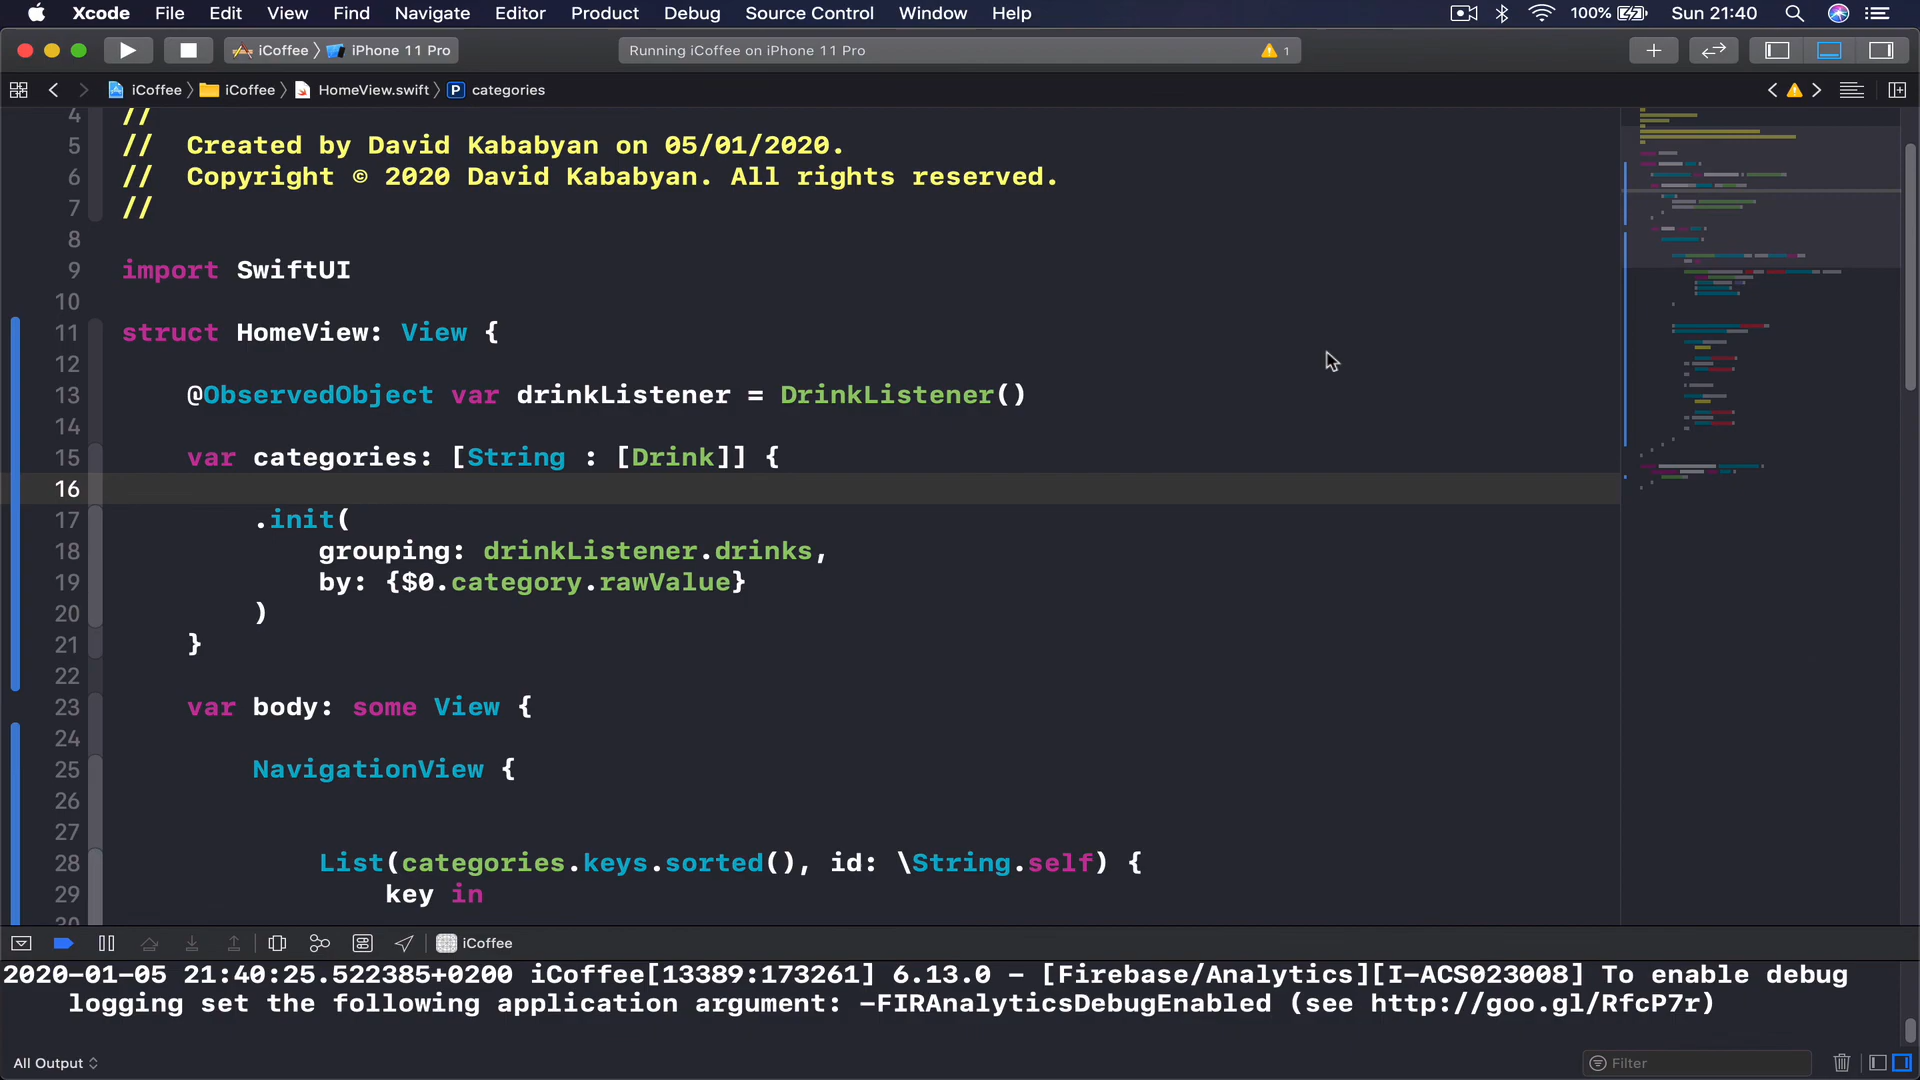 Xcode File Edit View Find Navigate Editor Product Debug Source Control Window Help 100% Sun 21:40
iCoffee iPhone 11 Pro Running iCoffee on iPhone 11 Pro 1
iCoffee iCoffee HomeView.swift P categories
4 //
5 //  Created by David Kababyan on 05/01/2020.
6 //  Copyright © 2020 David Kababyan. All rights reserved.
7 //
8
9 import SwiftUI
10
11 struct HomeView: View {
12
13 @ObservedObject var drinkListener = DrinkListener()
14
15 var categories: [String : [Drink]] {
16
17 .init(
18 grouping: drinkListener.drinks,
19 by: {$0.category.rawValue}
20 )
21 }
22
23 var body: some View {
24
25 NavigationView {
26
27
28 List(categories.keys.sorted(), id: \String.self) {
29 key in
30
iCoffee
2020-01-05 21:40:25.522385+0200 iCoffee[13389:173261] 6.13.0 - [Firebase/Analytics][I-ACS023008] To enable debug
logging set the following application argument: -FIRAnalyticsDebugEnabled (see http://goo.gl/RfcP7r)
All Output Filter